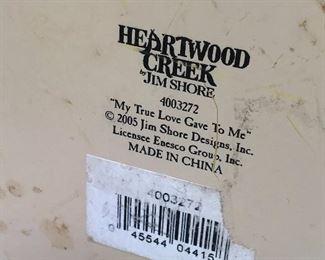 HEARTWOOD
CREEK
by JIM SHORE
4003272
"My True Love Gave To Me"
© 2005 Jim Shore Designs, Inc.
Licensee Enesco Group, Inc.
MADE IN CHINA
4003272
0 45544 04415